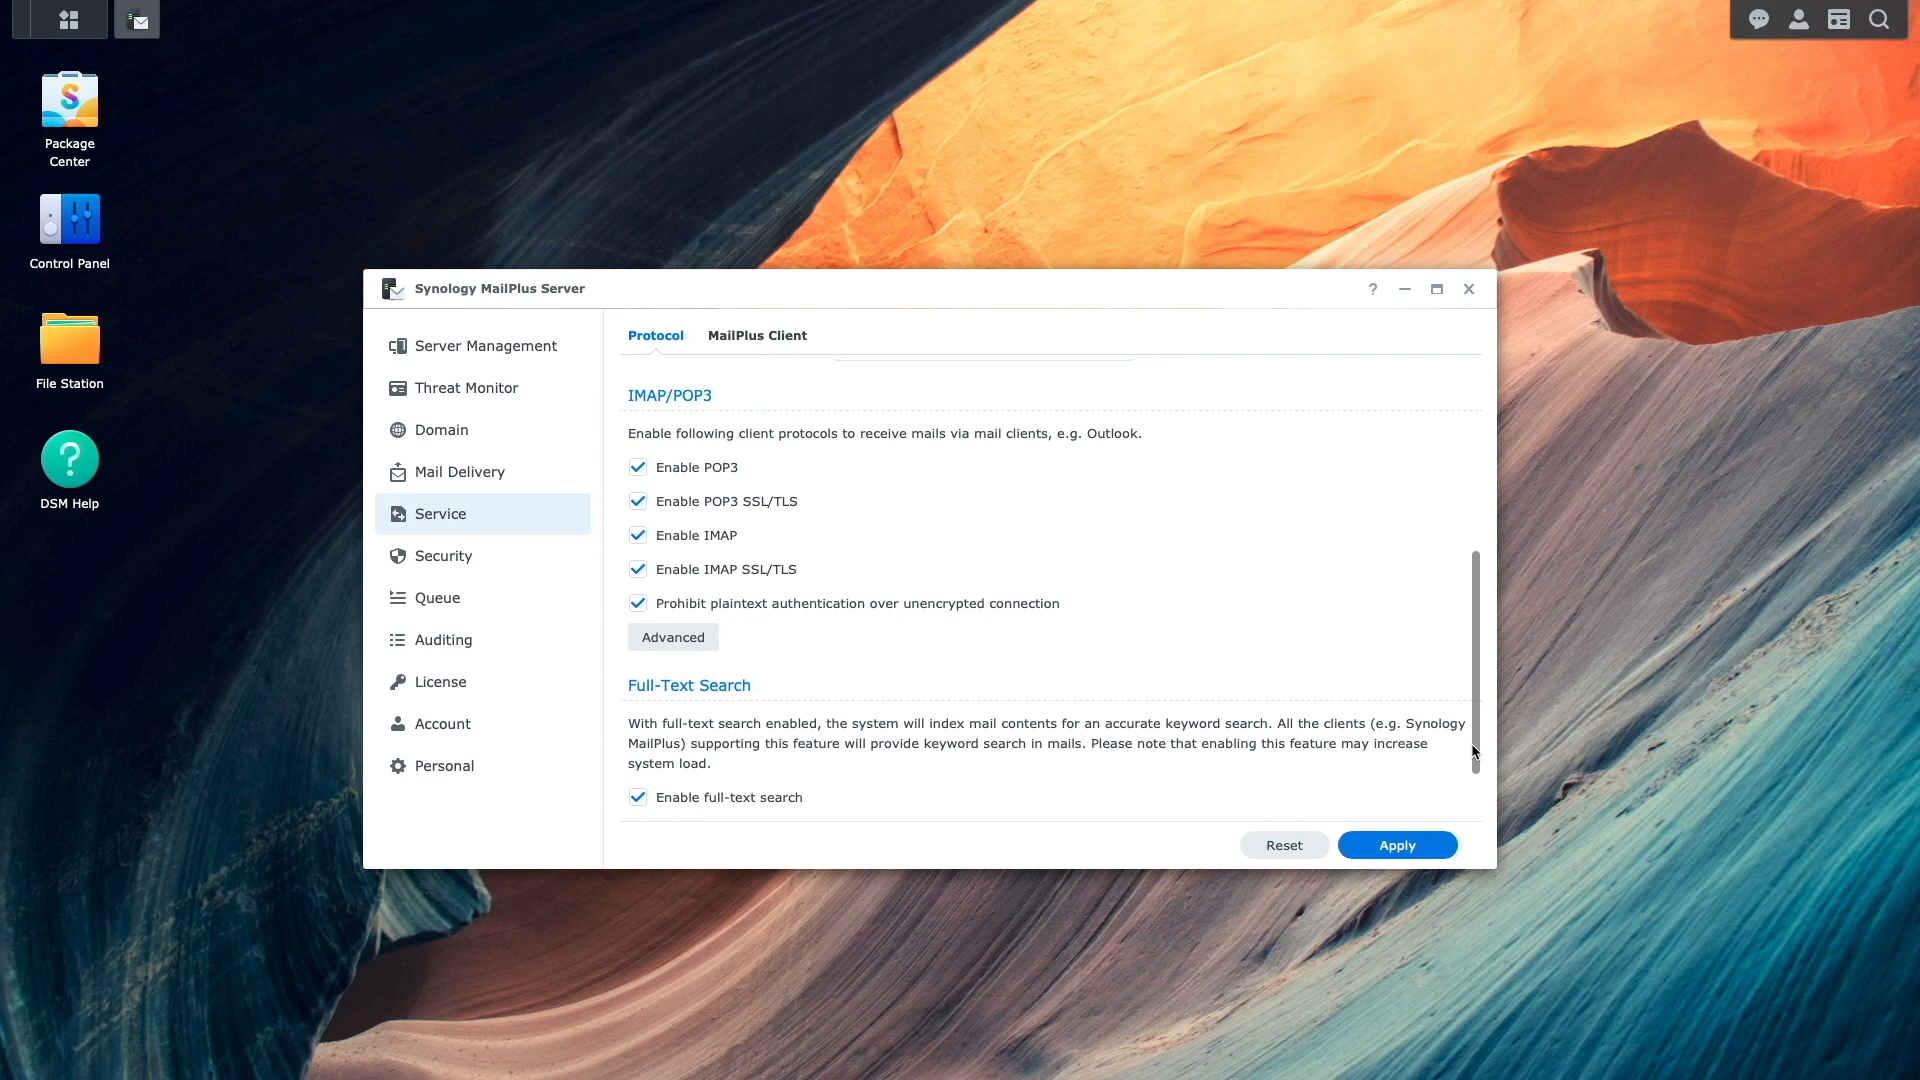 Package
Center
Control Panel
File Station
DSM Help
Synology MailPlus Server
Server Management
Threat Monitor
Domain
Mail Delivery
Service
Security
Queue
Auditing
License
Account
Personal
Protocol MailPlus Client
IMAP/POP3
Enable following client protocols to receive mails via mail clients, e.g. Outlook.
Enable POP3
Enable POP3 SSL/TLS
Enable IMAP
Enable IMAP SSL/TLS
Prohibit plaintext authentication over unencrypted connection
Advanced
Full-Text Search
With full-text search enabled, the system will index mail contents for an accurate keyword search. All the clients (e.g. Synology
MailPlus) supporting this feature will provide keyword search in mails. Please note that enabling this feature may increase
system load.
Enable full-text search
Reset Apply